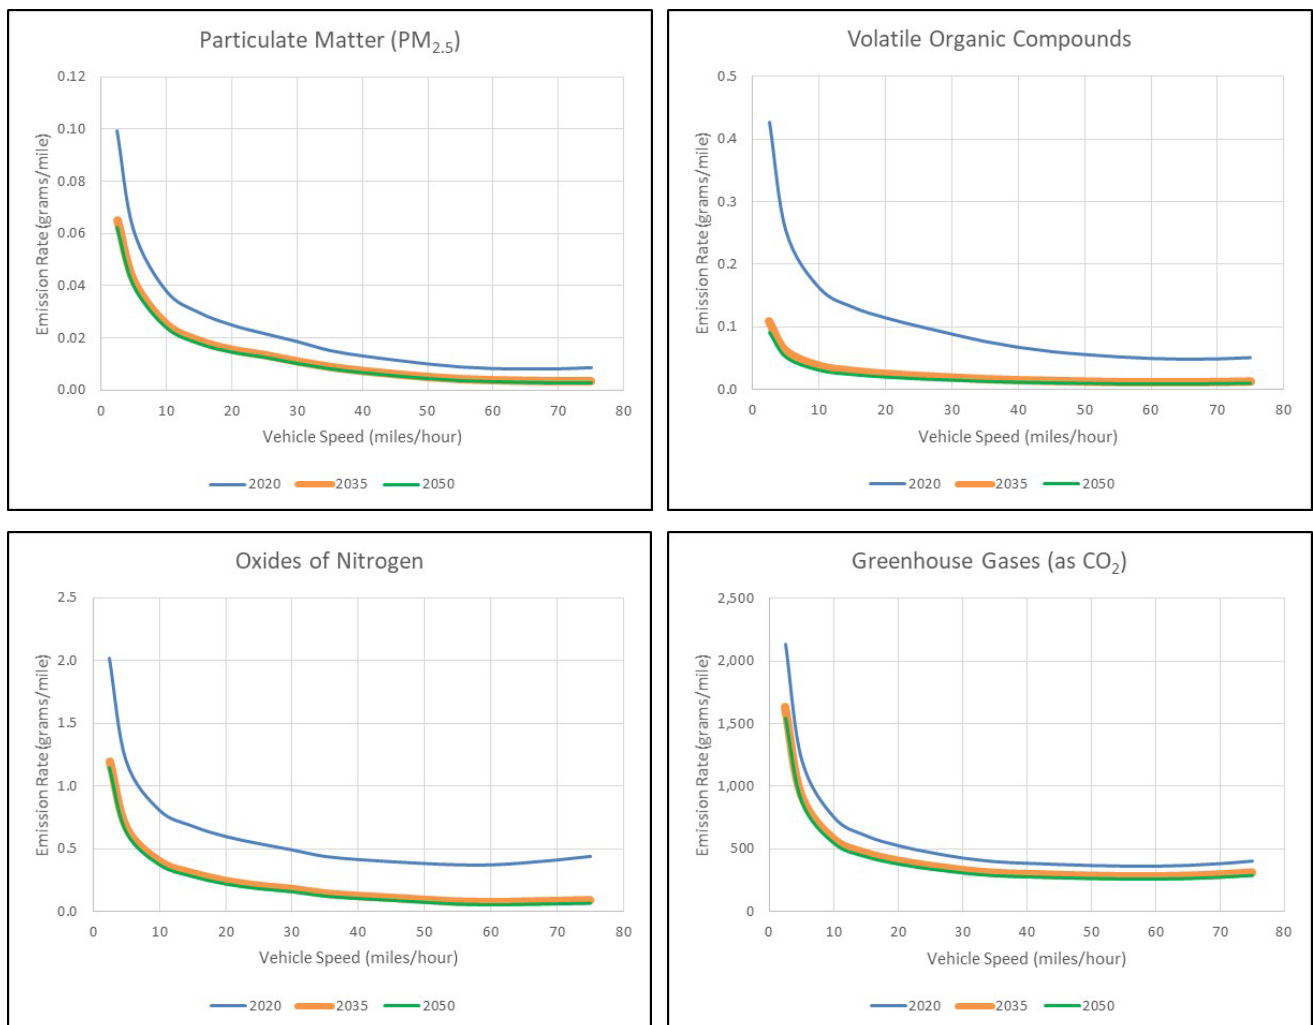 Particulate Matter (PM2.5)
Emission Rate (grams/mile)
0.12
0.10
0.08
0.06
0.04
0.02
0.00
0 10 20 30 40 50 60 70 80
Vehicle Speed (miles/hour)
2020 2035 2050
Volatile Organic Compounds
Emission Rate (grams/mile)
0.5
0.4
0.3
0.2
0.1
0.0
0 10 20 30 40 50 60 70 80
Vehicle Speed (miles/hour)
2020 2035 2050
Oxides of Nitrogen
Emission Rate (grams/mile)
2.5
2.0
1.5
1.0
0.5
0.0
0 10 20 30 40 50 60 70 80
Vehicle Speed (miles/hour)
2020 2035 2050
Greenhouse Gases (as CO2)
Emission Rate (grams/mile)
2,500
2,000
1,500
1,000
500
0
0 10 20 30 40 50 60 70 80
Vehicle Speed (miles/hour)
2020 2035 2050